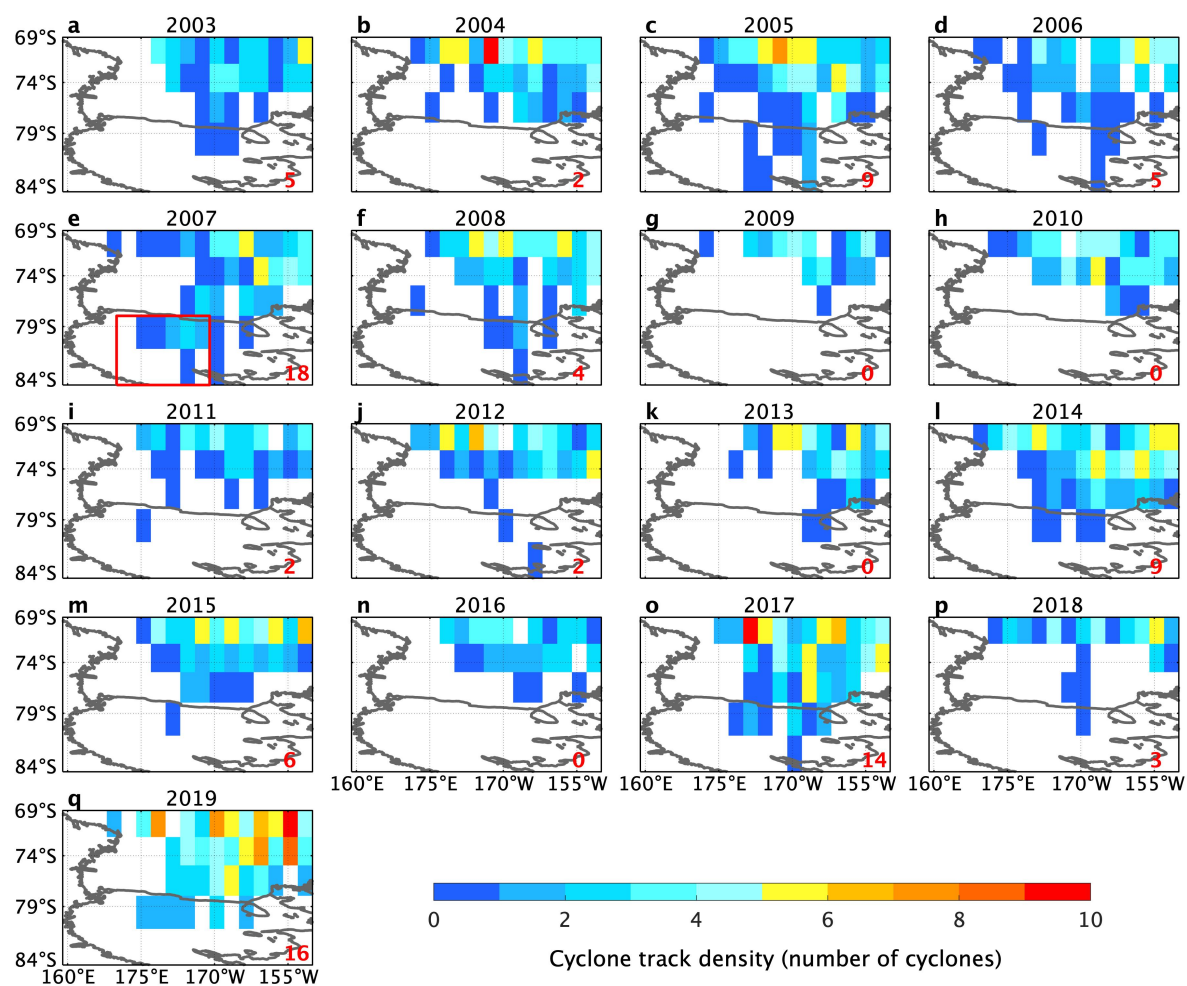 a 2003 b 2004 c 2005 d 2006
69°S
74°S
79°S
84°S
5 2 9 5
e 2007 f 2008 g 2009 h 2010
69°S
74°S
79°S
84°S
18 4 0 0
i 2011 j 2012 k 2013 l 2014
69°S
74°S
79°S
84°S
2 2 0 9
m 2015 n 2016 o 2017 p 2018
69°S
74°S
79°S
84°S
6 0 14 3
160°E 175°E 170°W 155°W 160°E 175°E 170°W 155°W 160°E 175°E 170°W 155°W
q 2019
69°S
74°S
79°S
84°S
16
160°E 175°E 170°W 155°W
0 2 4 6 8 10
Cyclone track density (number of cyclones)